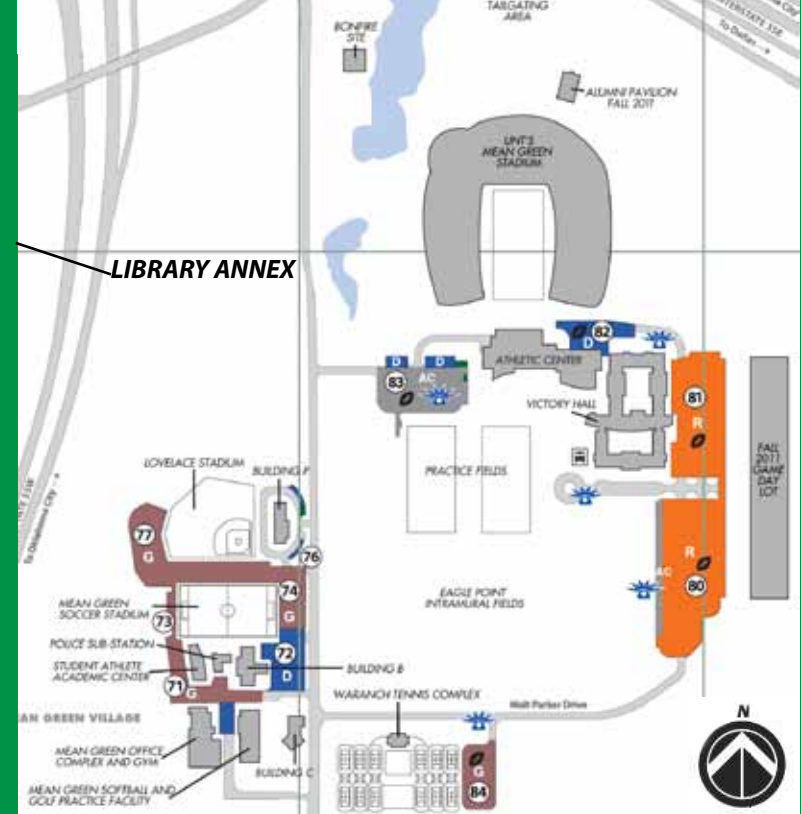 TAILGATING
AREA
BONFIRE
SITE
INTERSTATE 35E
To Dallas
ALUMNI PAVILION
FALL 2011
UNT'S
MEAN GREEN
STADIUM
LIBRARY ANNEX
82
D
ATHLETIC CENTER
D
D
83
AC
VICTORY HALL
81
R
FALL
2011
GAME
DAY
LOT
PRACTICE FIELDS
LOVELACE STADIUM
BUILDING F
To Oklahoma City
77
G
76
R
AC
80
EAGLE POINT
INTRAMURAL FIELDS
74
G
MEAN GREEN
SOCCER STADIUM
73
POLICE SUB-STATION
72
D
STUDENT ATHLETE
ACADEMIC CENTER
BUILDING B
71
G
WARANCH TENNIS COMPLEX
Walt Parker Drive
N
AN GREEN VILLAGE
MEAN GREEN OFFICE
COMPLEX AND GYM
BUILDING C
G
84
MEAN GREEN SOFTBALL AND
GOLF PRACTICE FACILITY